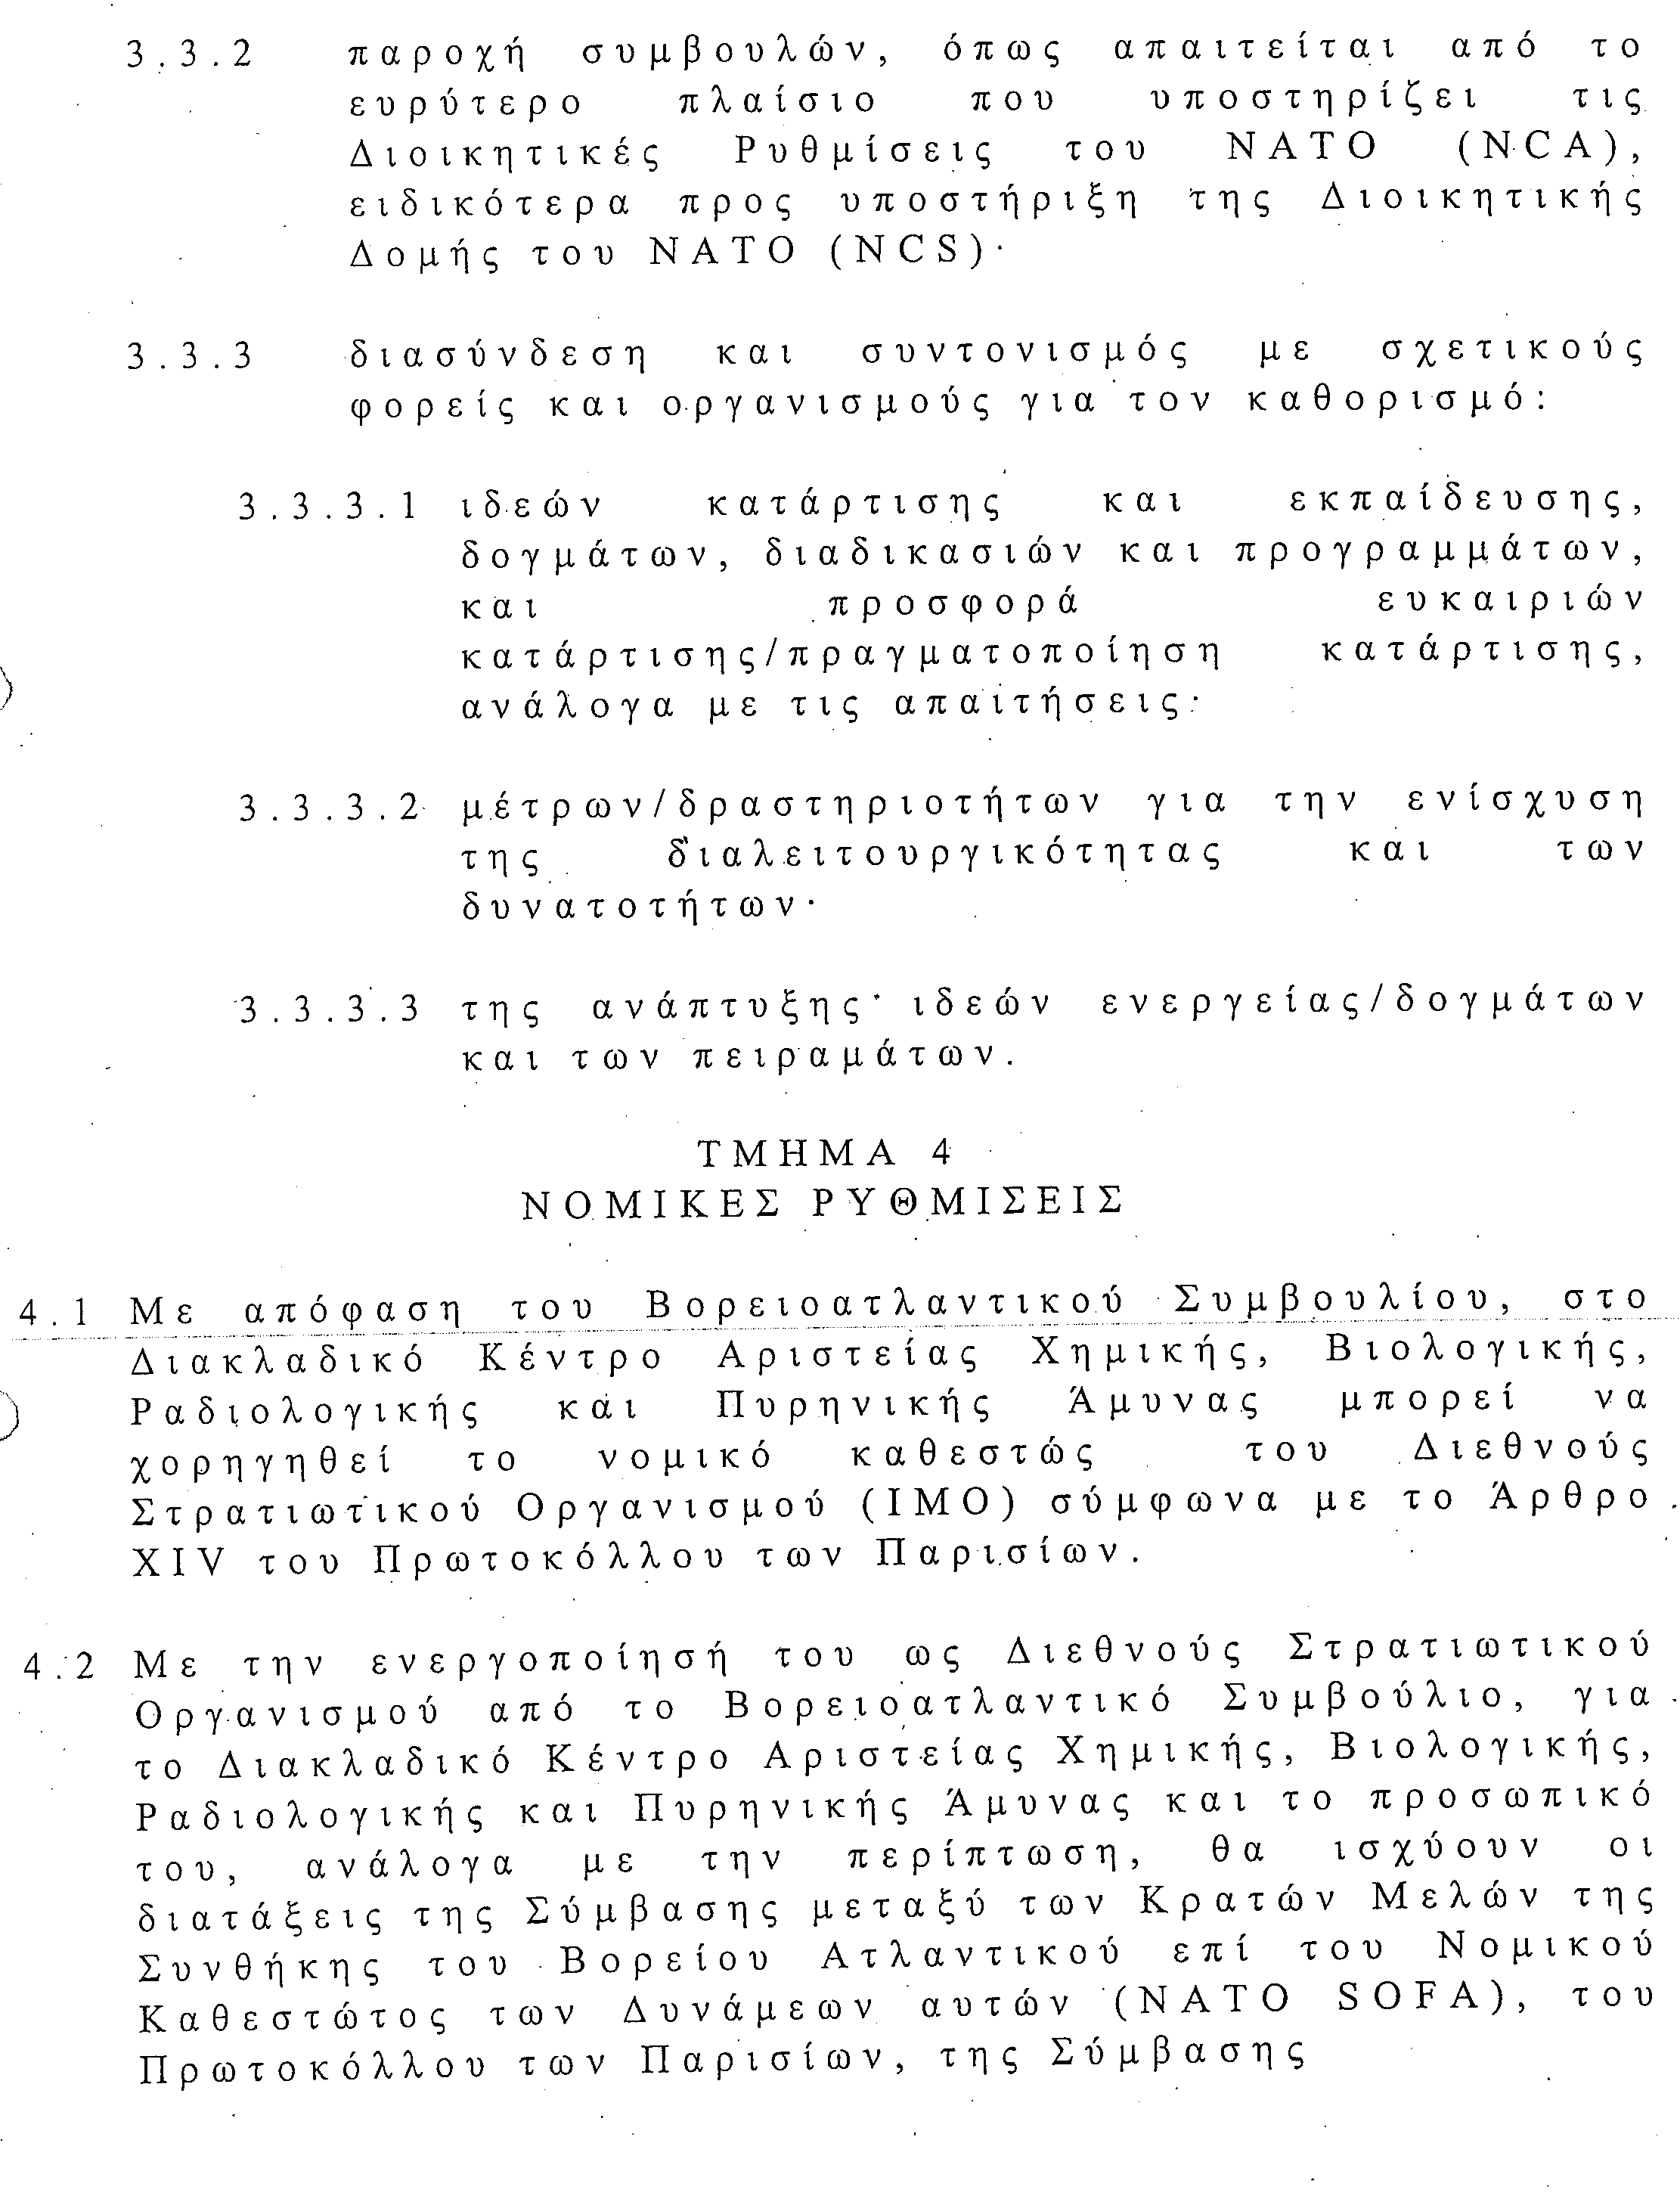 3.3.2 παροχή συμβουλών, όπως απαιτείται από το
ευρύτερο πλαίσιο που υποστηρίζει τις
Διοικητικές Ρυθμίσεις του ΝΑΤΟ (NCA),
ειδικότερα προς υποστήριξη της Διοικητικής
Δομής του ΝΑΤΟ (NCS)·
3.3.3 διασύνδεση και συντονισμός με σχετικούς
φορείς και οργανισμούς για τον καθορισμό:
3.3.3.1 ιδεών κατάρτισης και εκπαίδευσης,
δογμάτων, διαδικασιών και προγραμμάτων,
και προσφορά ευκαιριών
κατάρτισης/πραγματοποίηση κατάρτισης,
ανάλογα με τις απαιτήσεις·
3.3.3.2 μέτρων/δραστηριοτήτων για την ενίσχυση
της διαλειτουργικότητας και των
δυνατοτήτων·
3.3.3.3 της ανάπτυξης ιδεών ενεργείας/δογμάτων
και των πειραμάτων.
ΤΜΗΜΑ 4
ΝΟΜΙΚΕΣ ΡΥΘΜΙΣΕΙΣ
4.1 Με απόφαση του Βορειοατλαντικού Συμβουλίου, στο
Διακλαδικό Κέντρο Αριστείας Χημικής, Βιολογικής,
Ραδιολογικής και Πυρηνικής Άμυνας μπορεί να
χορηγηθεί το νομικό καθεστώς του Διεθνούς
Στρατιωτικού Οργανισμού (ΙΜΟ) σύμφωνα με το Άρθρο
XIV του Πρωτοκόλλου των Παρισίων.
4.2 Με την ενεργοποίησή του ως Διεθνούς Στρατιωτικού
Οργανισμού από το Βορειοατλαντικό Συμβούλιο, για
το Διακλαδικό Κέντρο Αριστείας Χημικής, Βιολογικής,
Ραδιολογικής και Πυρηνικής Άμυνας και το προσωπικό
του, ανάλογα με την περίπτωση, θα ισχύουν οι
διατάξεις της Σύμβασης μεταξύ των Κρατών Μελών της
Συνθήκης του Βορείου Ατλαντικού επί του Νομικού
Καθεστώτος των Δυνάμεων αυτών (NATO SOFA), του
Πρωτοκόλλου των Παρισίων, της Σύμβασης